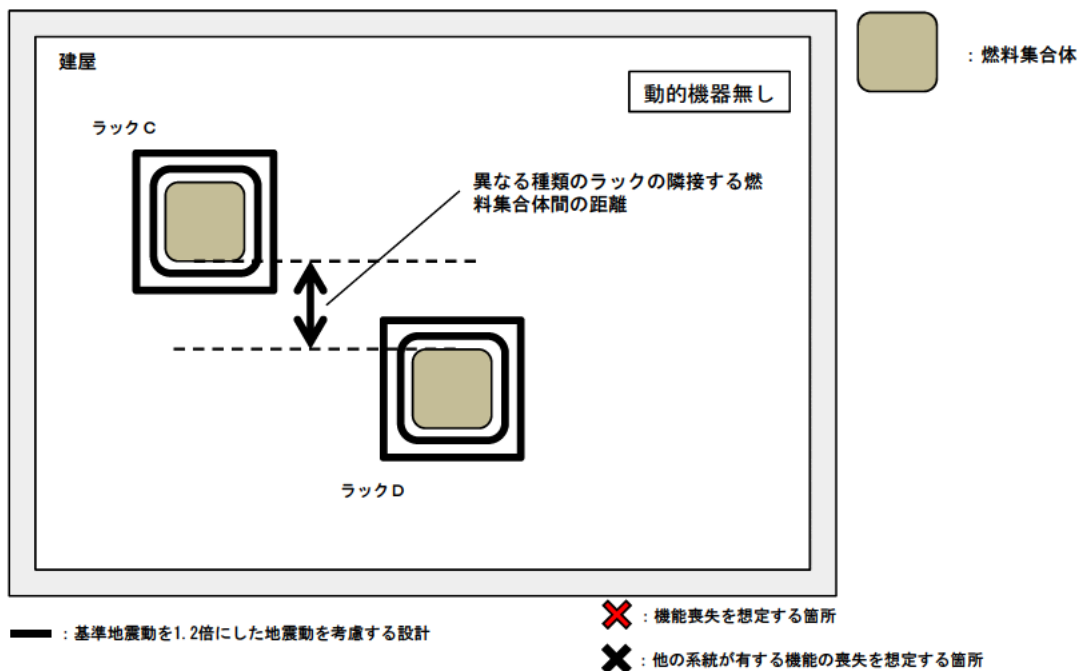 建屋
動的機器無し
：燃料集合体
ラックＣ
異なる種類のラックの隣接する燃
料集合体間の距離
ラックＤ
：機能喪失を想定する箇所
：基準地震動を1.2倍にした地震動を考慮する設計
：他の系統が有する機能の喪失を想定する箇所